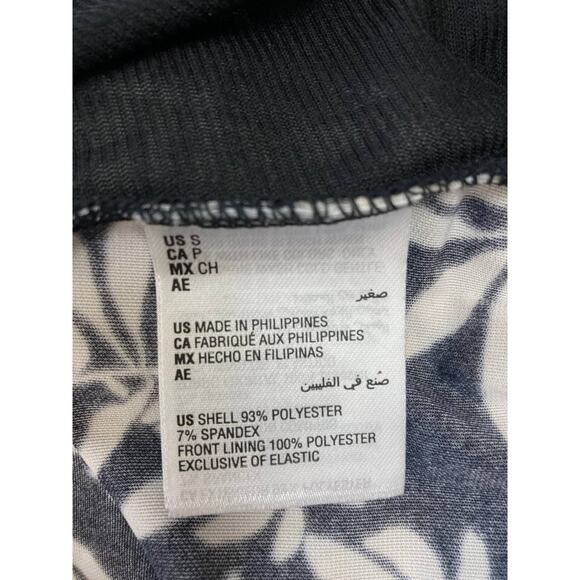 US S
CA P
MX CH
AE
صغير
US MADE IN PHILIPPINES
CA FABRIQUÉ AUX PHILIPPINES
MX HECHO EN FILIPINAS
AE
صُنع في الفلبين
US SHELL 93% POLYESTER
7% SPANDEX
FRONT LINING 100% POLYESTER
EXCLUSIVE OF ELASTIC